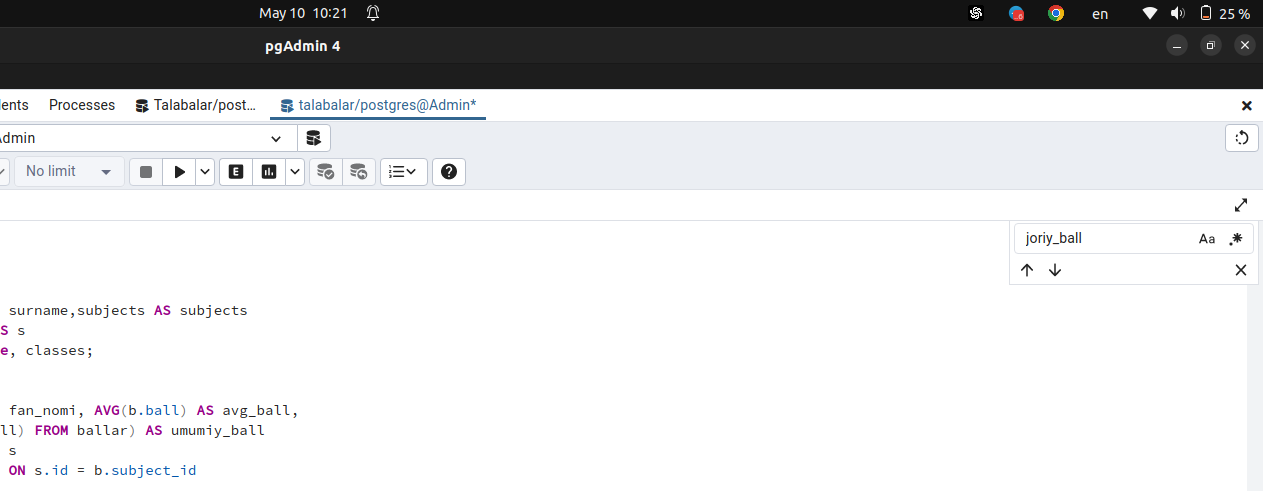 May 10 10:21
en
25 %
pgAdmin 4
ents Processes Talabalar/post... talabalar/postgres@Admin*
Admin
No limit
E
joriy_ball Aa .*
surname,subjects AS subjects
S s
e, classes;
fan_nomi, AVG(b.ball) AS avg_ball,
ll) FROM ballar) AS umumiy_ball
s
ON s.id = b.subject_id